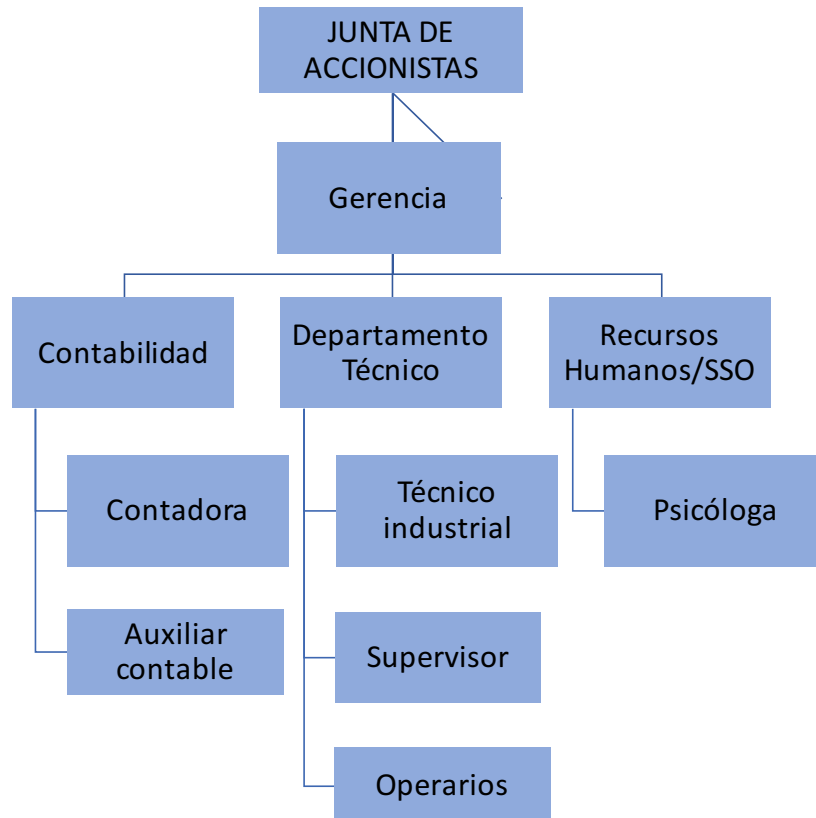 JUNTA DE
ACCIONISTAS
Gerencia
Contabilidad
Departamento
Técnico
Recursos
Humanos/SSO
Contadora
Técnico
industrial
Psicóloga
Auxiliar
contable
Supervisor
Operarios